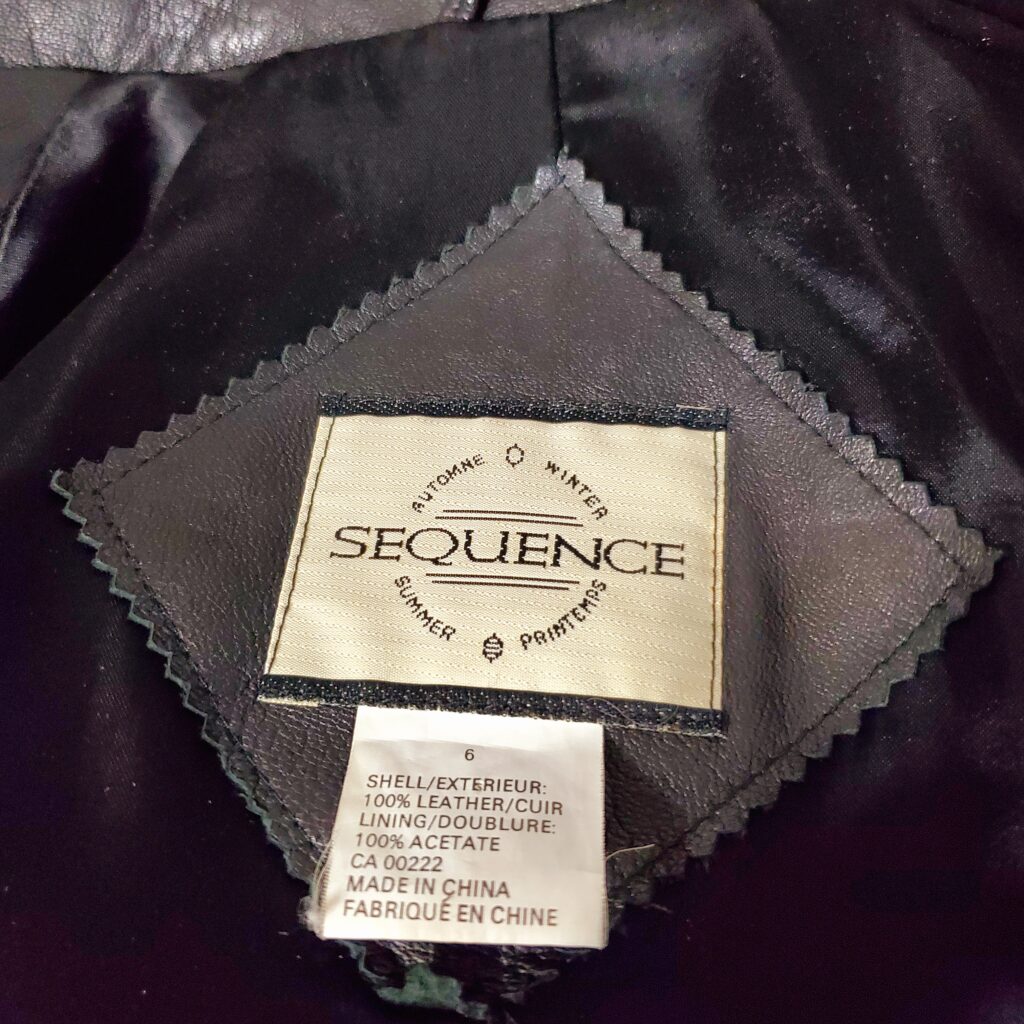 AUTOMNE WINTER
SEQUENCE
SUMMER PRINTEMPS
6
SHELL/EXTERIEUR:
100% LEATHER/CUIR
LINING/DOUBLURE:
100% ACETATE
CA 00222
MADE IN CHINA
FABRIQUÉ EN CHINE